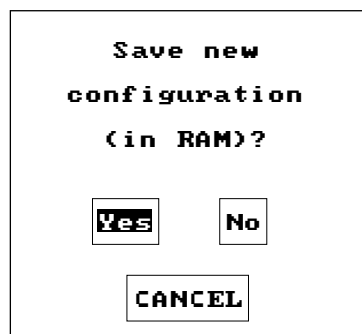 Save new
configuration
(in RAM)?
Yes No
CANCEL